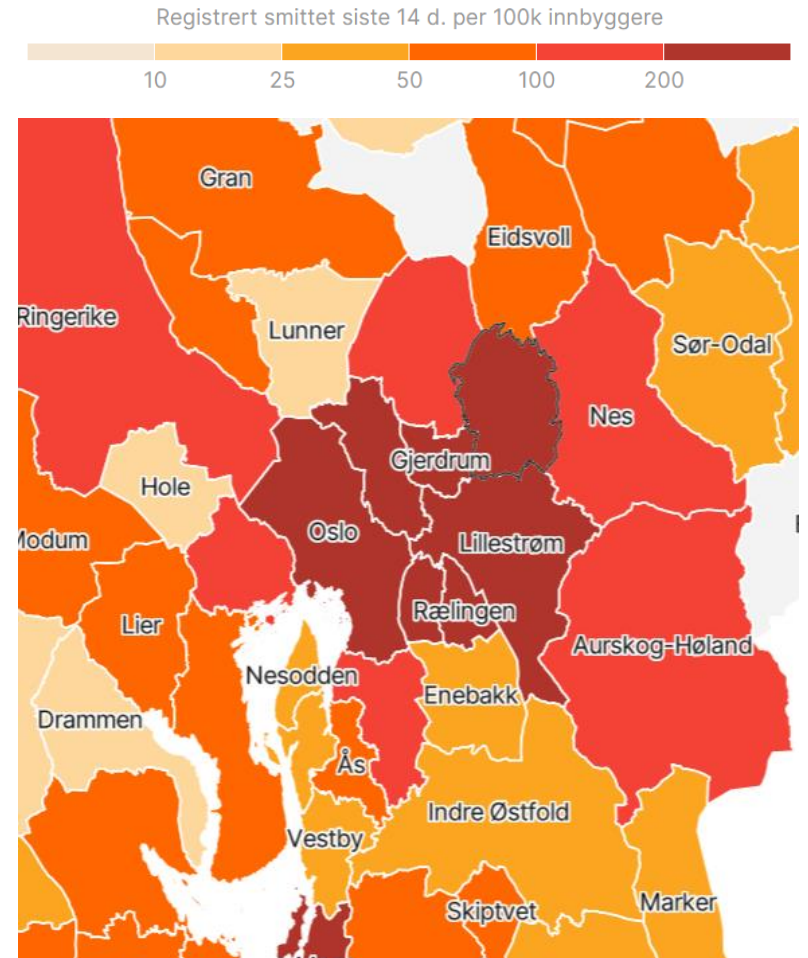 Registrert smittet siste 14 d. per 100k innbyggere
10 25 50 100 200
Gran
Eidsvoll
Ringerike
Lunner
Sør-Odal
Nes
Gjerdrum
Hole
Oslo
Modum
Lillestrøm
Lier
Rælingen
Aurskog-Høland
Nesodden
Enebakk
Drammen
Ås
Indre Østfold
Vestby
Marker
Skiptvet